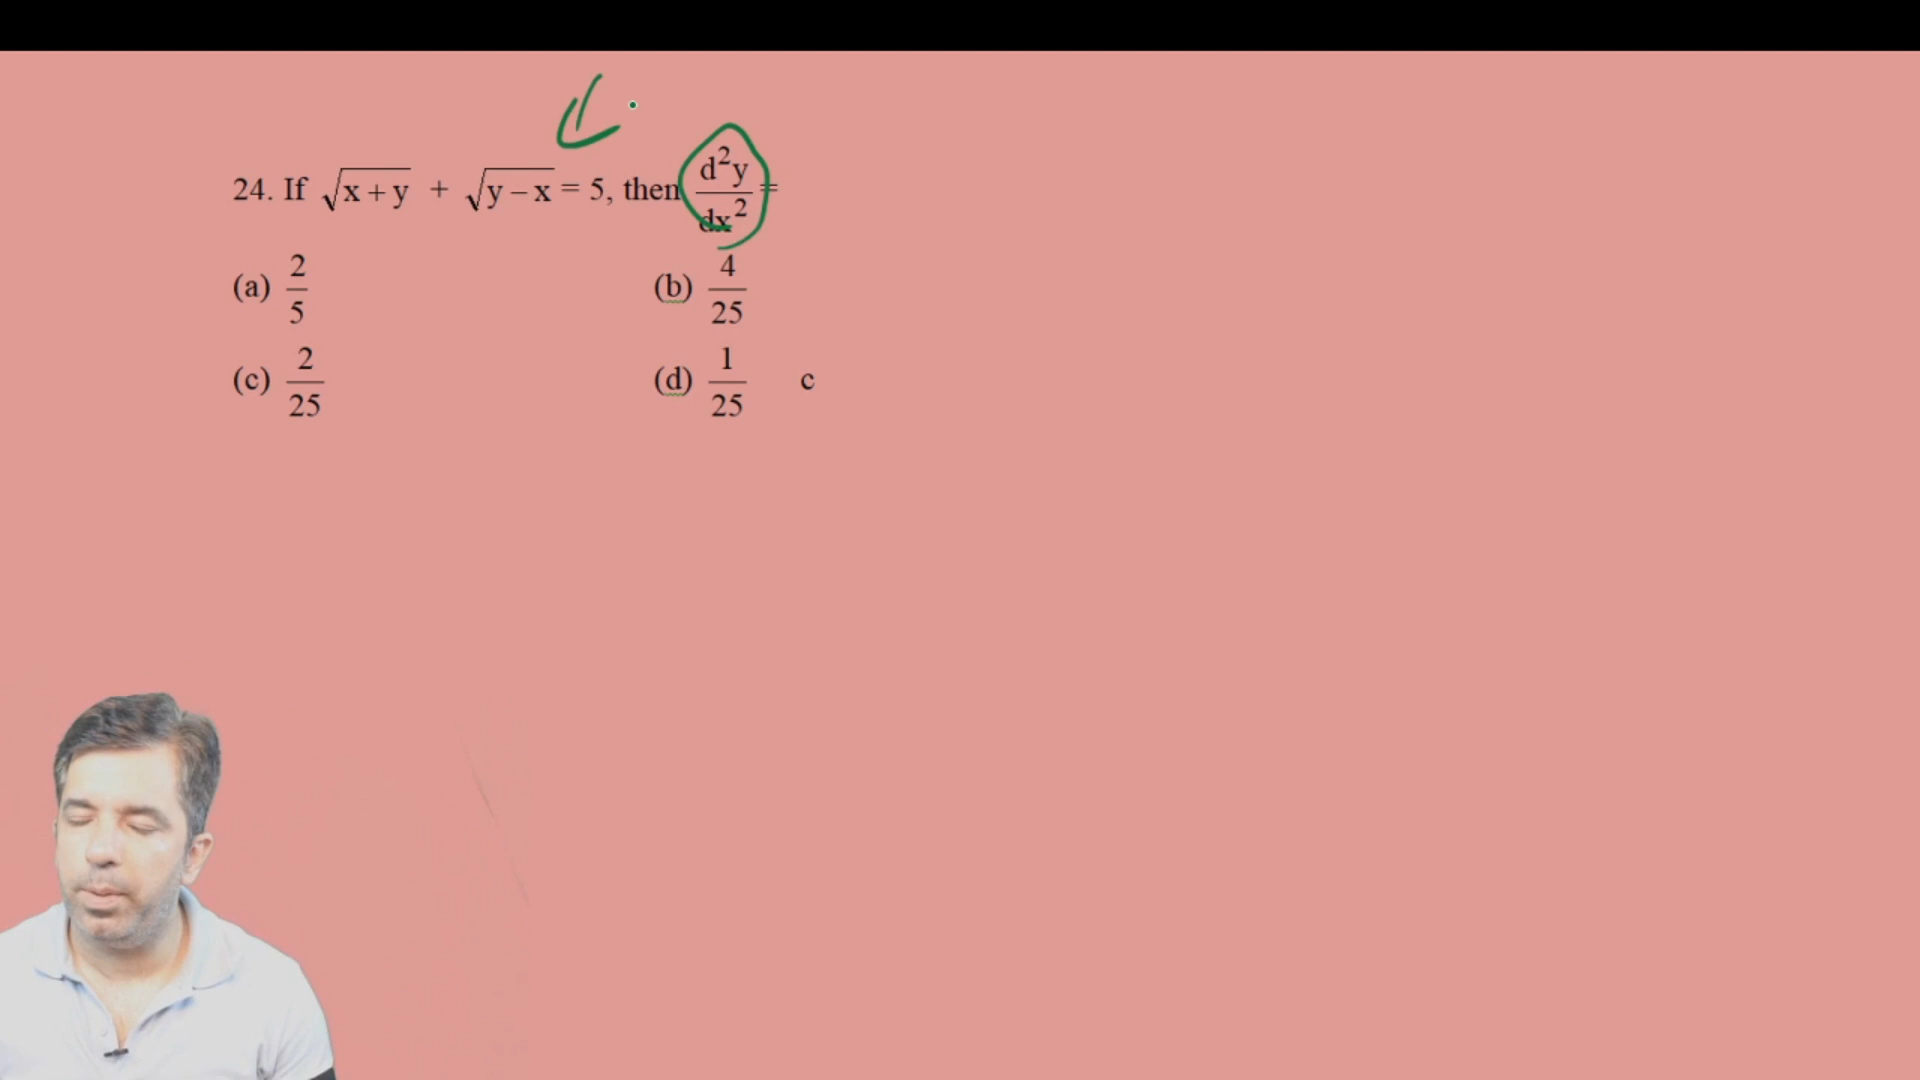 24. If √x + y + √y − x = 5, then d²y/dx² =
(a) 2/5 (b) 4/25
(c) 2/25 (d) 1/25 c